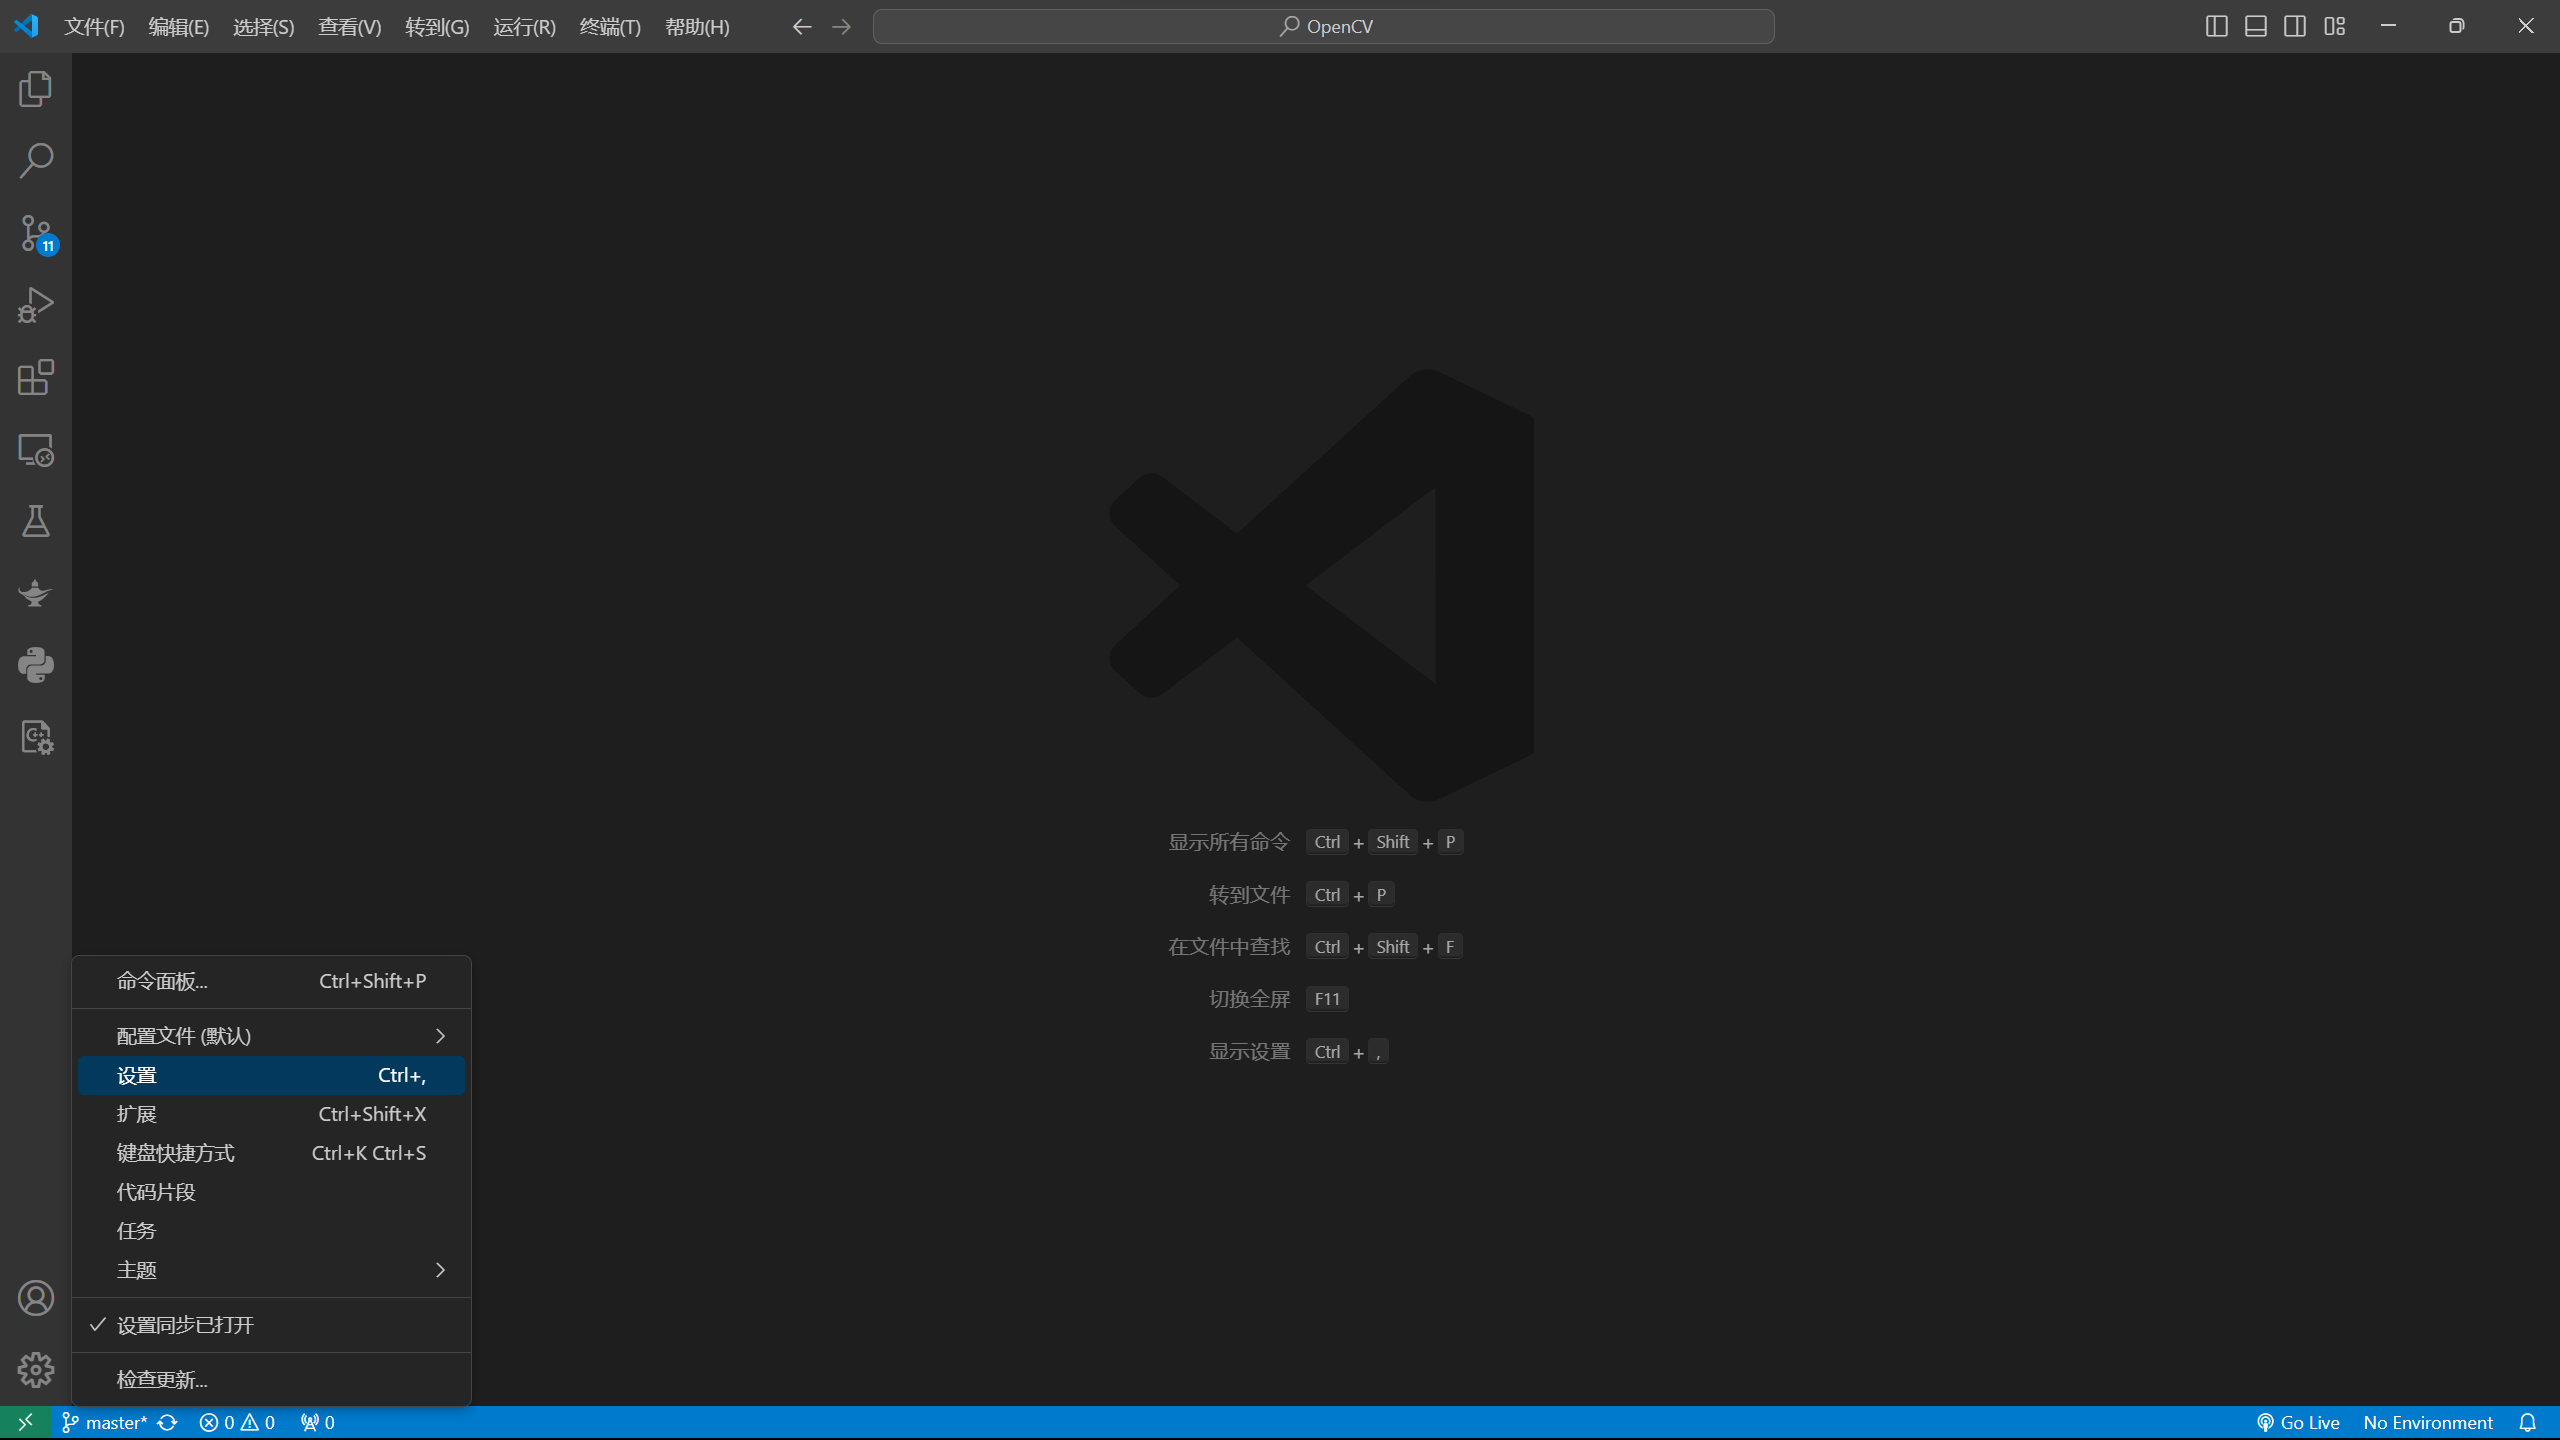 文件(F) 编辑(E) 选择(S) 查看(V) 转到(G) 运行(R) 终端(T) 帮助(H) OpenCV
11
显示所有命令 Ctrl + Shift + P
转到文件 Ctrl + P
在文件中查找 Ctrl + Shift + F
切换全屏 F11
显示设置 Ctrl + ,
命令面板... Ctrl+Shift+P
配置文件 (默认)
设置 Ctrl+,
扩展 Ctrl+Shift+X
键盘快捷方式 Ctrl+K Ctrl+S
代码片段
任务
主题
设置同步已打开
检查更新...
master* 0 0 0 Go Live No Environment